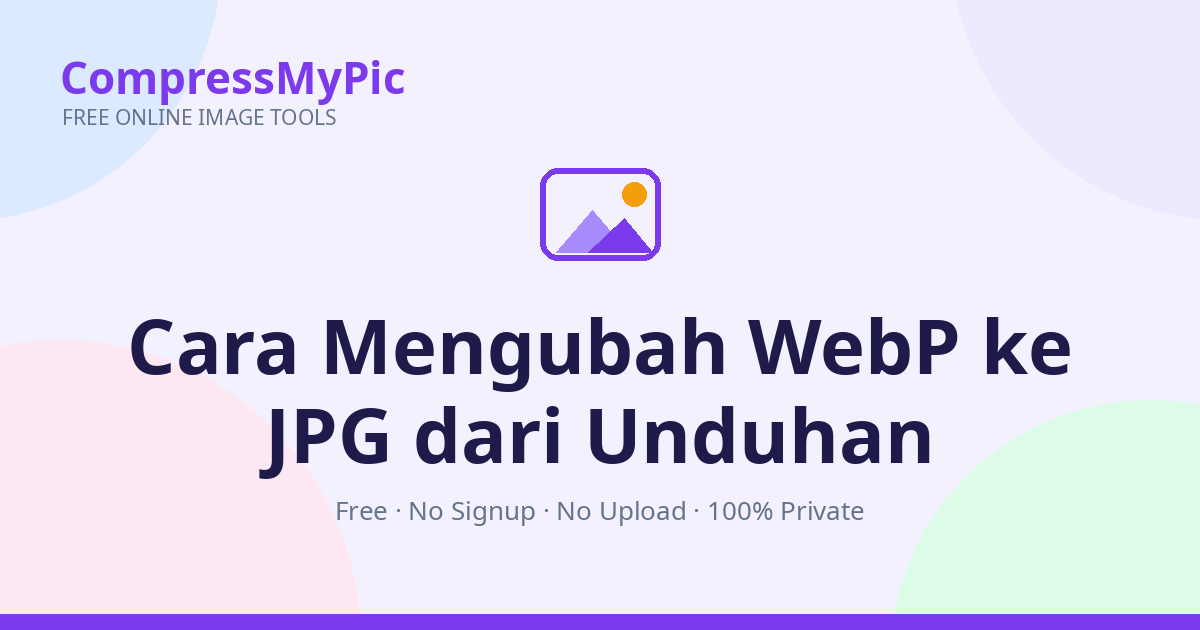 CompressMyPic
FREE ONLINE IMAGE TOOLS
Cara Mengubah WebP ke
JPG dari Unduhan
Free · No Signup · No Upload · 100% Private